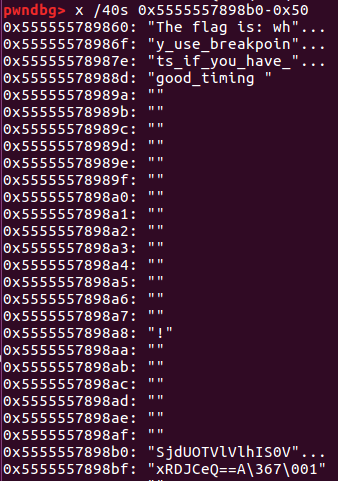 pwndbg> x /40s 0x5555557898b0-0x50
0x555555789860: "The flag is: wh"...
0x55555578986f: "y_use_breakpoin"...
0x55555578987e: "ts_if_you_have_"...
0x55555578988d: "good_timing "
0x55555578989a: ""
0x55555578989b: ""
0x55555578989c: ""
0x55555578989d: ""
0x55555578989e: ""
0x55555578989f: ""
0x5555557898a0: ""
0x5555557898a1: ""
0x5555557898a2: ""
0x5555557898a3: ""
0x5555557898a4: ""
0x5555557898a5: ""
0x5555557898a6: ""
0x5555557898a7: ""
0x5555557898a8: "!"
0x5555557898aa: ""
0x5555557898ab: ""
0x5555557898ac: ""
0x5555557898ad: ""
0x5555557898ae: ""
0x5555557898af: ""
0x5555557898b0: "SjdUOTVlVlhIS0V"...
0x5555557898bf: "xRDJCeQ==A\367\001"